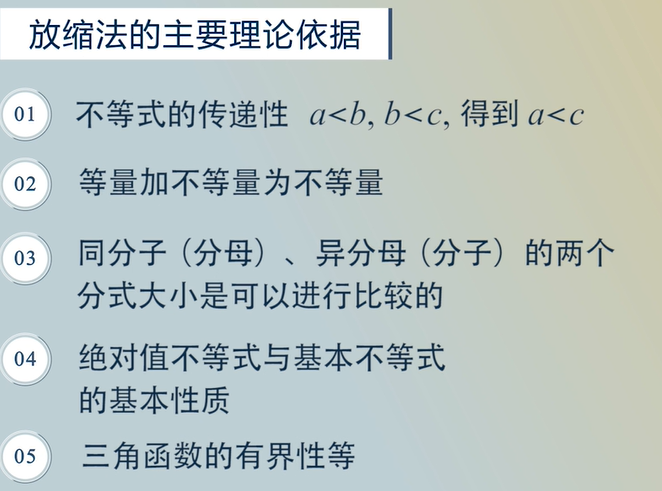 放缩法的主要理论依据
01 不等式的传递性 a<b, b<c, 得到 a<c
02 等量加不等量为不等量
03 同分子（分母）、异分母（分子）的两个
分式大小是可以进行比较的
04 绝对值不等式与基本不等式
的基本性质
05 三角函数的有界性等